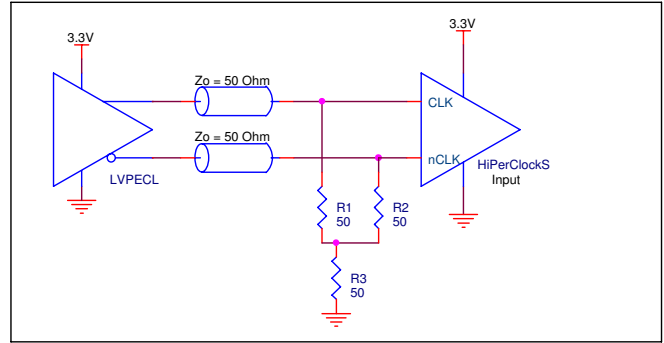 3.3V
3.3V
Zo = 50 Ohm
CLK
Zo = 50 Ohm
nCLK
LVPECL
HiPerClockS
Input
R1
50
R2
50
R3
50